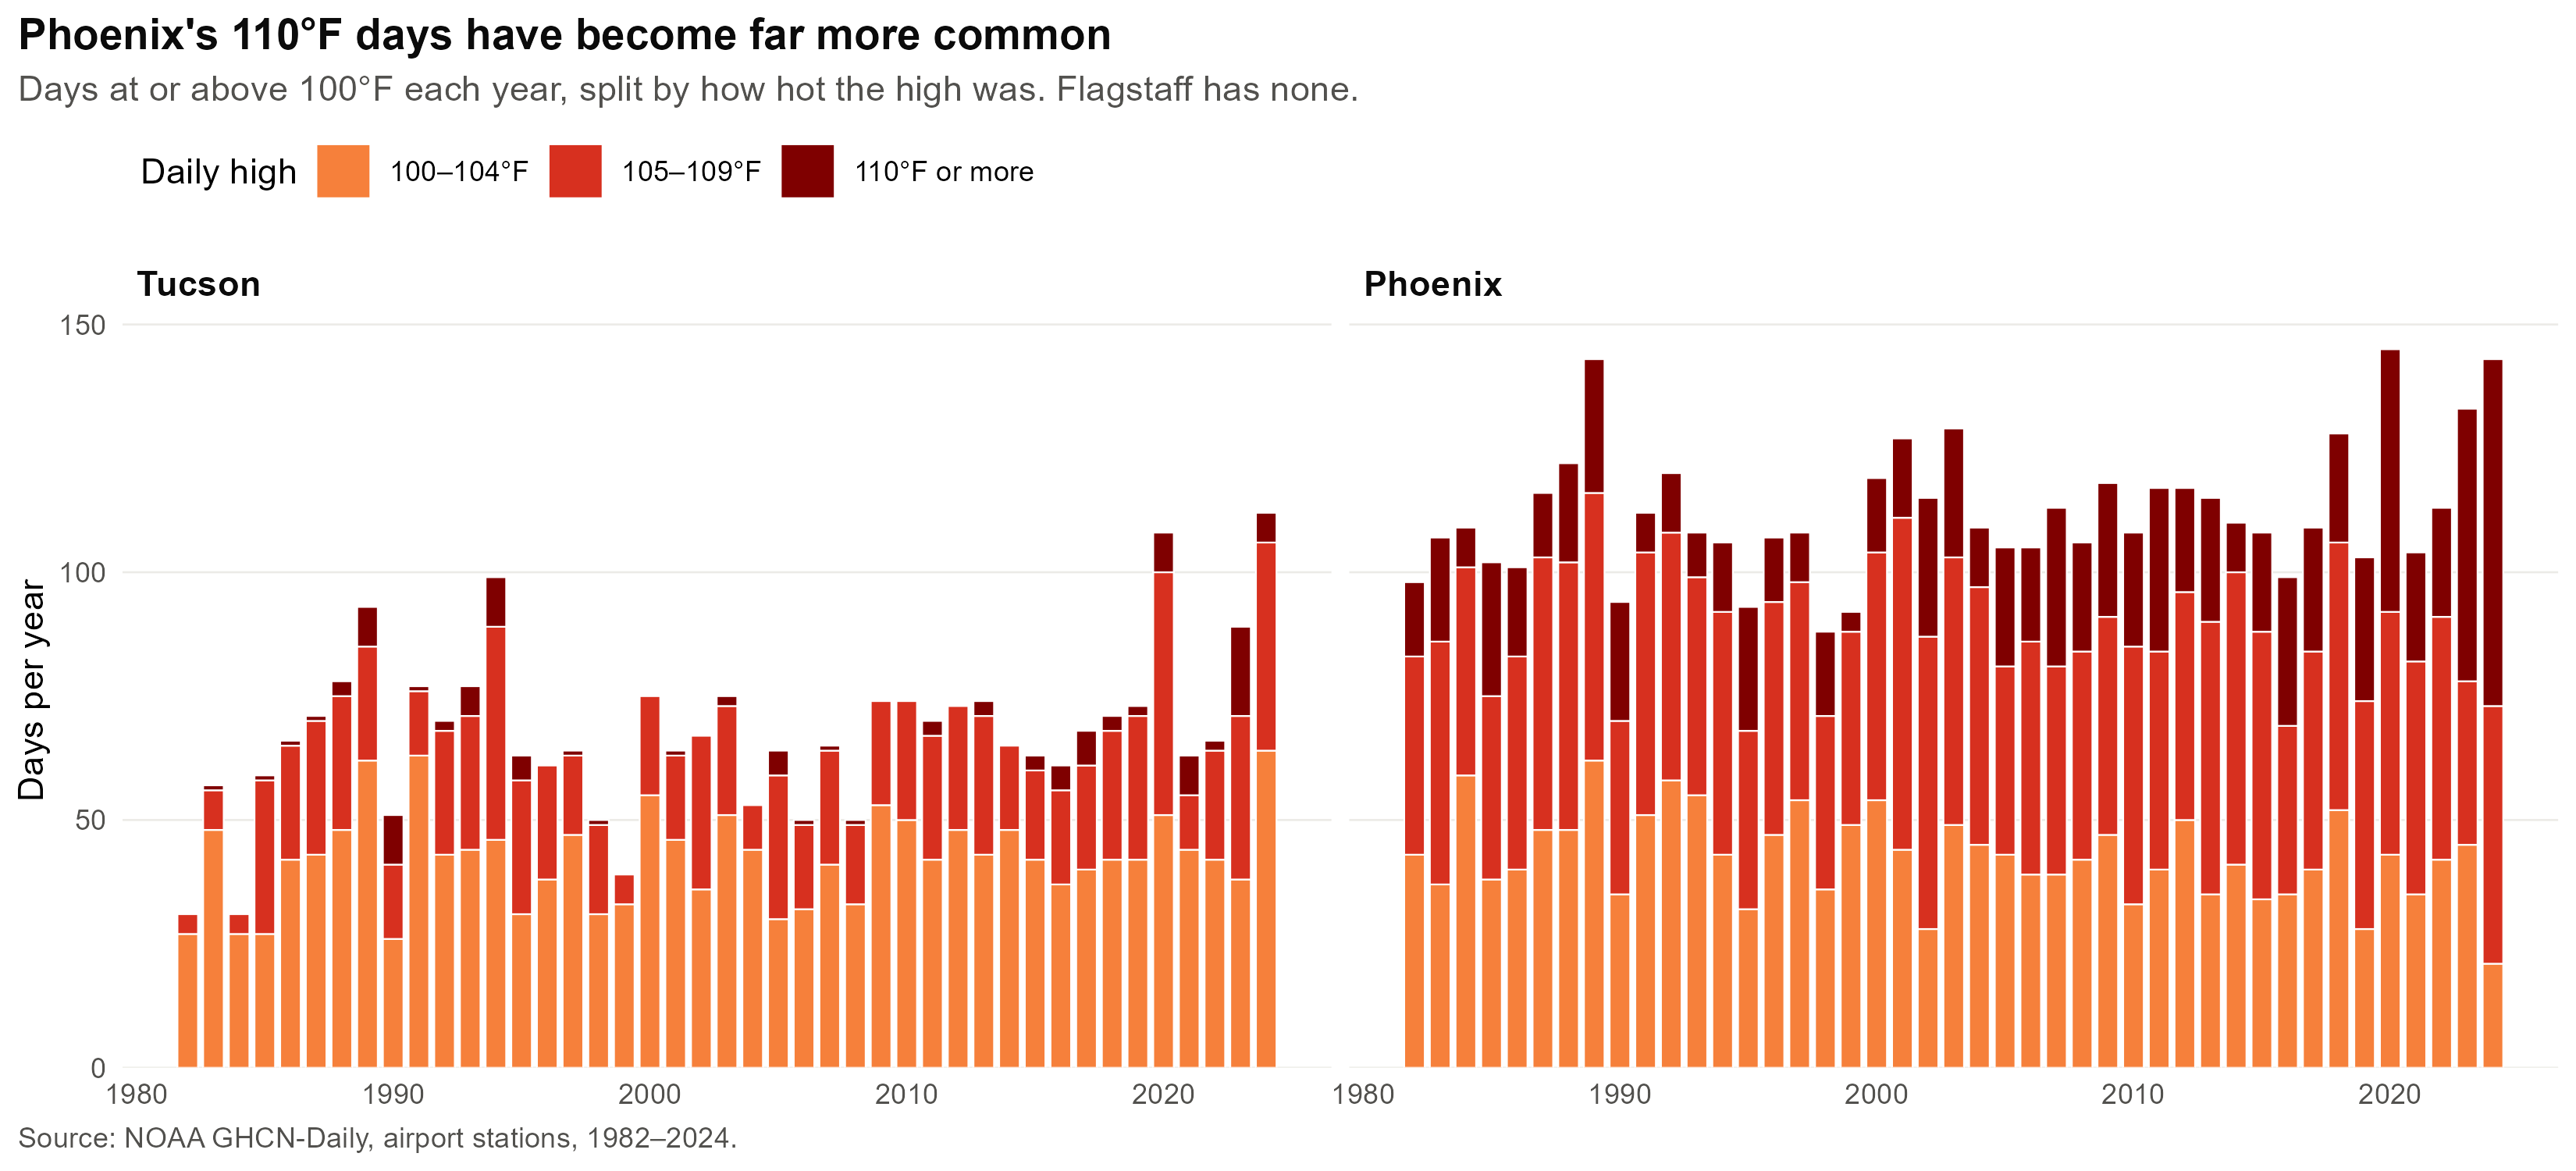 Phoenix's 110°F days have become far more common
Days at or above 100°F each year, split by how hot the high was. Flagstaff has none.
Daily high 100–104°F 105–109°F 110°F or more
Tucson Phoenix
150
100
50
0
Days per year
1980 1990 2000 2010 2020 1980 1990 2000 2010 2020
Source: NOAA GHCN-Daily, airport stations, 1982–2024.